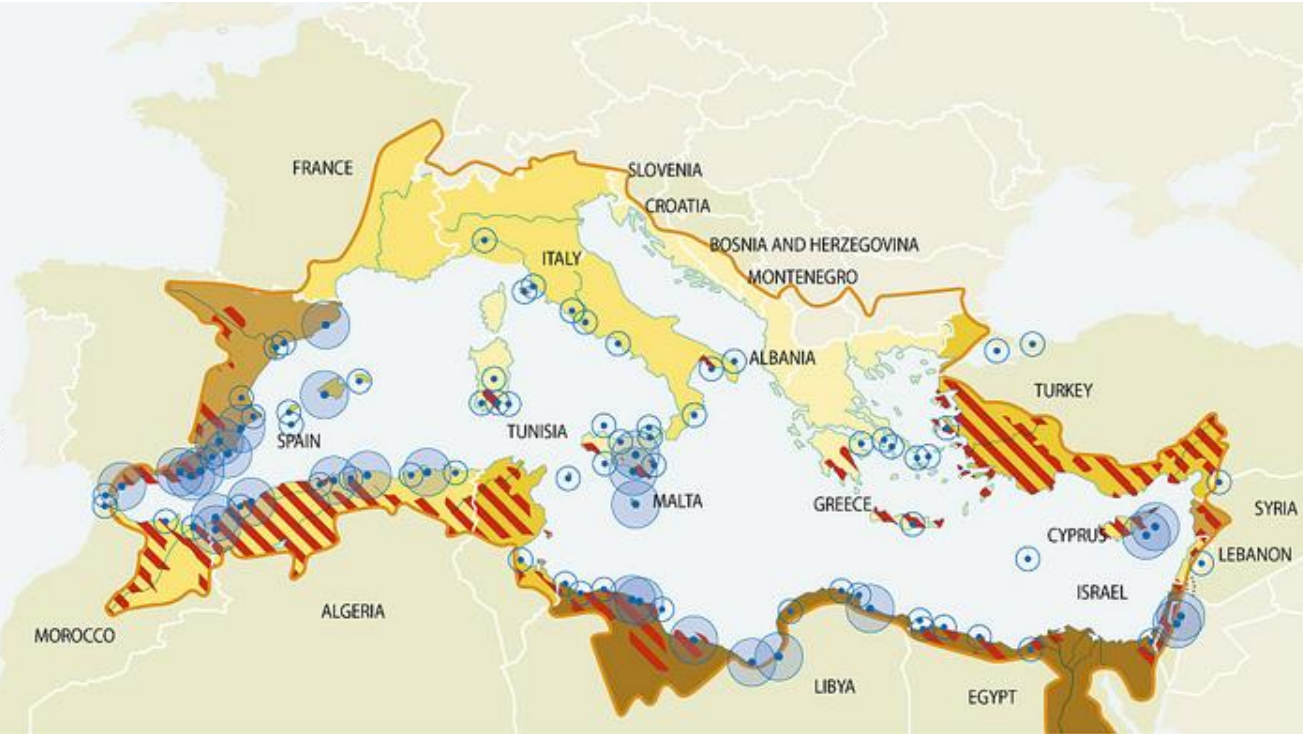 FRANCE
SLOVENIA
CROATIA
BOSNIA AND HERZEGOVINA
ITALY
MONTENEGRO
ALBANIA
TURKEY
TUNISIA
SPAIN
MALTA
GREECE
SYRIA
CYPRUS
LEBANON
ISRAEL
ALGERIA
MOROCCO
LIBYA
EGYPT